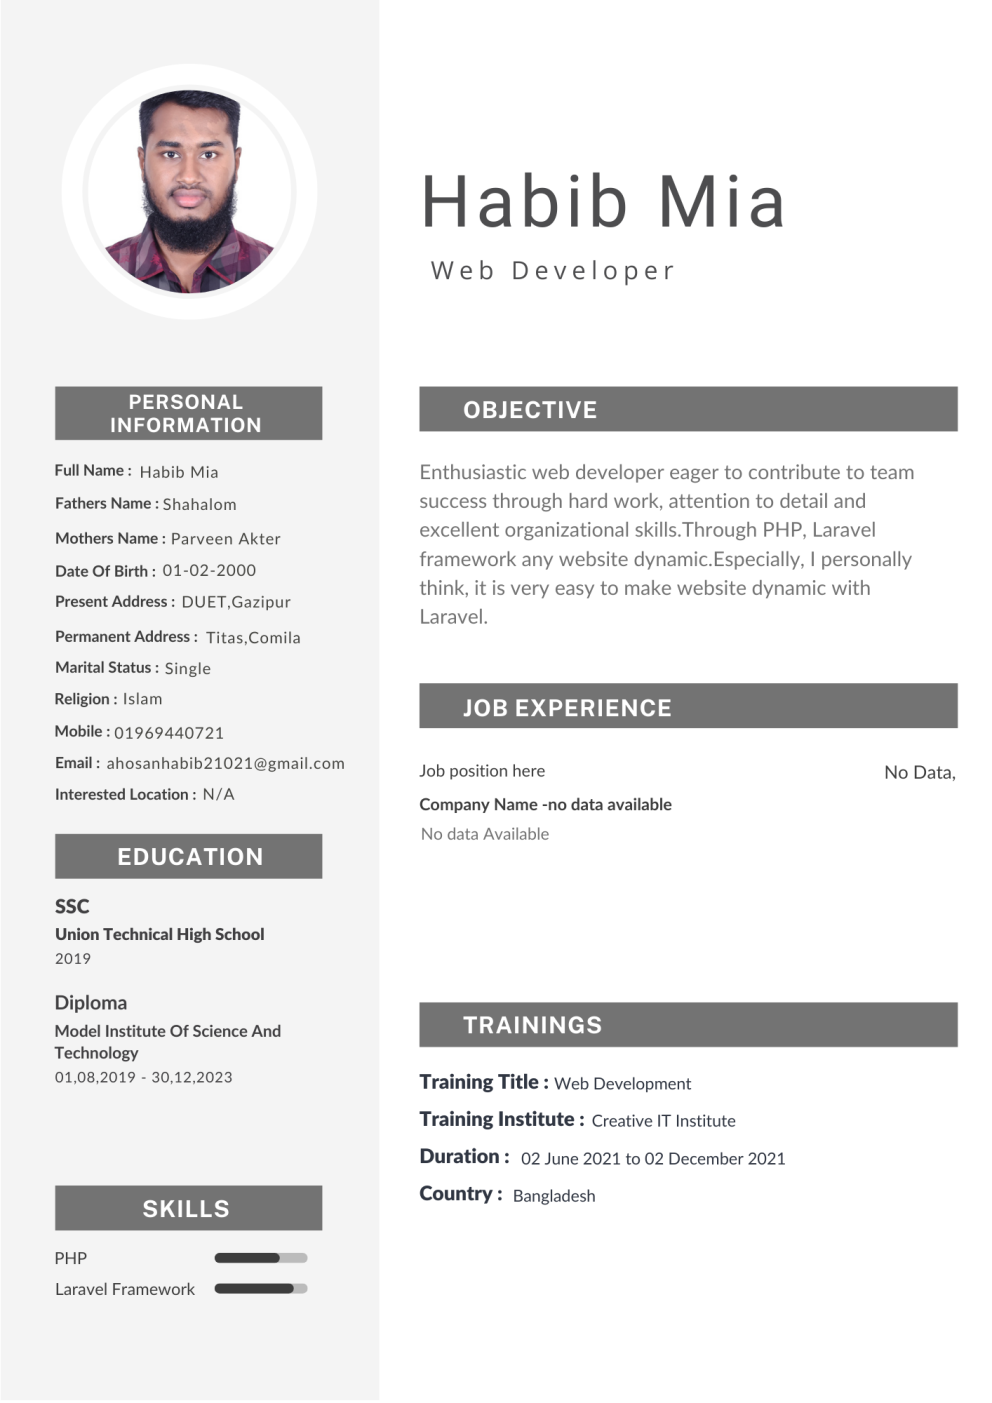 Habib Mia
Web Developer
PERSONAL
INFORMATION
Full Name : Habib Mia
Fathers Name : Shahalom
Mothers Name : Parveen Akter
Date Of Birth : 01-02-2000
Present Address : DUET,Gazipur
Permanent Address : Titas,Comila
Marital Status : Single
Religion : Islam
Mobile : 01969440721
Email : ahosanhabib21021@gmail.com
Interested Location : N/A
EDUCATION
SSC
Union Technical High School
2019
Diploma
Model Institute Of Science And
Technology
01,08,2019 - 30,12,2023
SKILLS
PHP
Laravel Framework
OBJECTIVE
Enthusiastic web developer eager to contribute to team
success through hard work, attention to detail and
excellent organizational skills.Through PHP, Laravel
framework any website dynamic.Especially, I personally
think, it is very easy to make website dynamic with
Laravel.
JOB EXPERIENCE
Job position here No Data,
Company Name -no data available
No data Available
TRAININGS
Training Title : Web Development
Training Institute : Creative IT Institute
Duration : 02 June 2021 to 02 December 2021
Country : Bangladesh